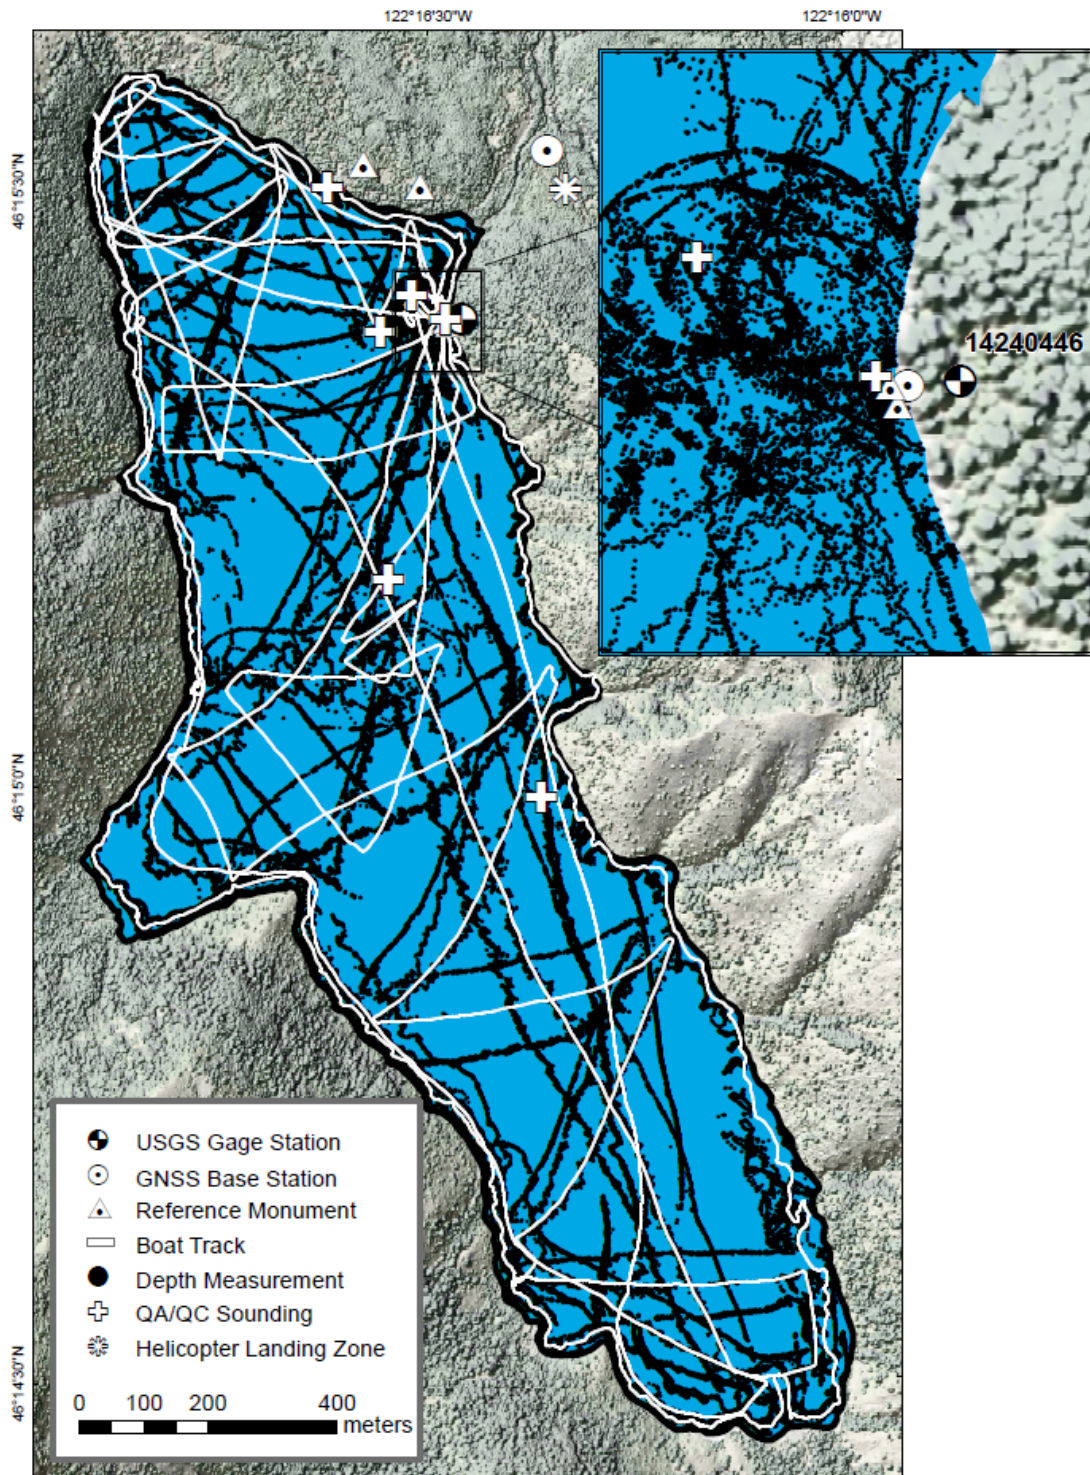 122°16'30"W
122°16'0"W
46°15'30"N
14240446
46°15'0"N
USGS Gage Station
GNSS Base Station
Reference Monument
Boat Track
Depth Measurement
QA/QC Sounding
Helicopter Landing Zone
46°14'30"N
0 100 200 400
meters